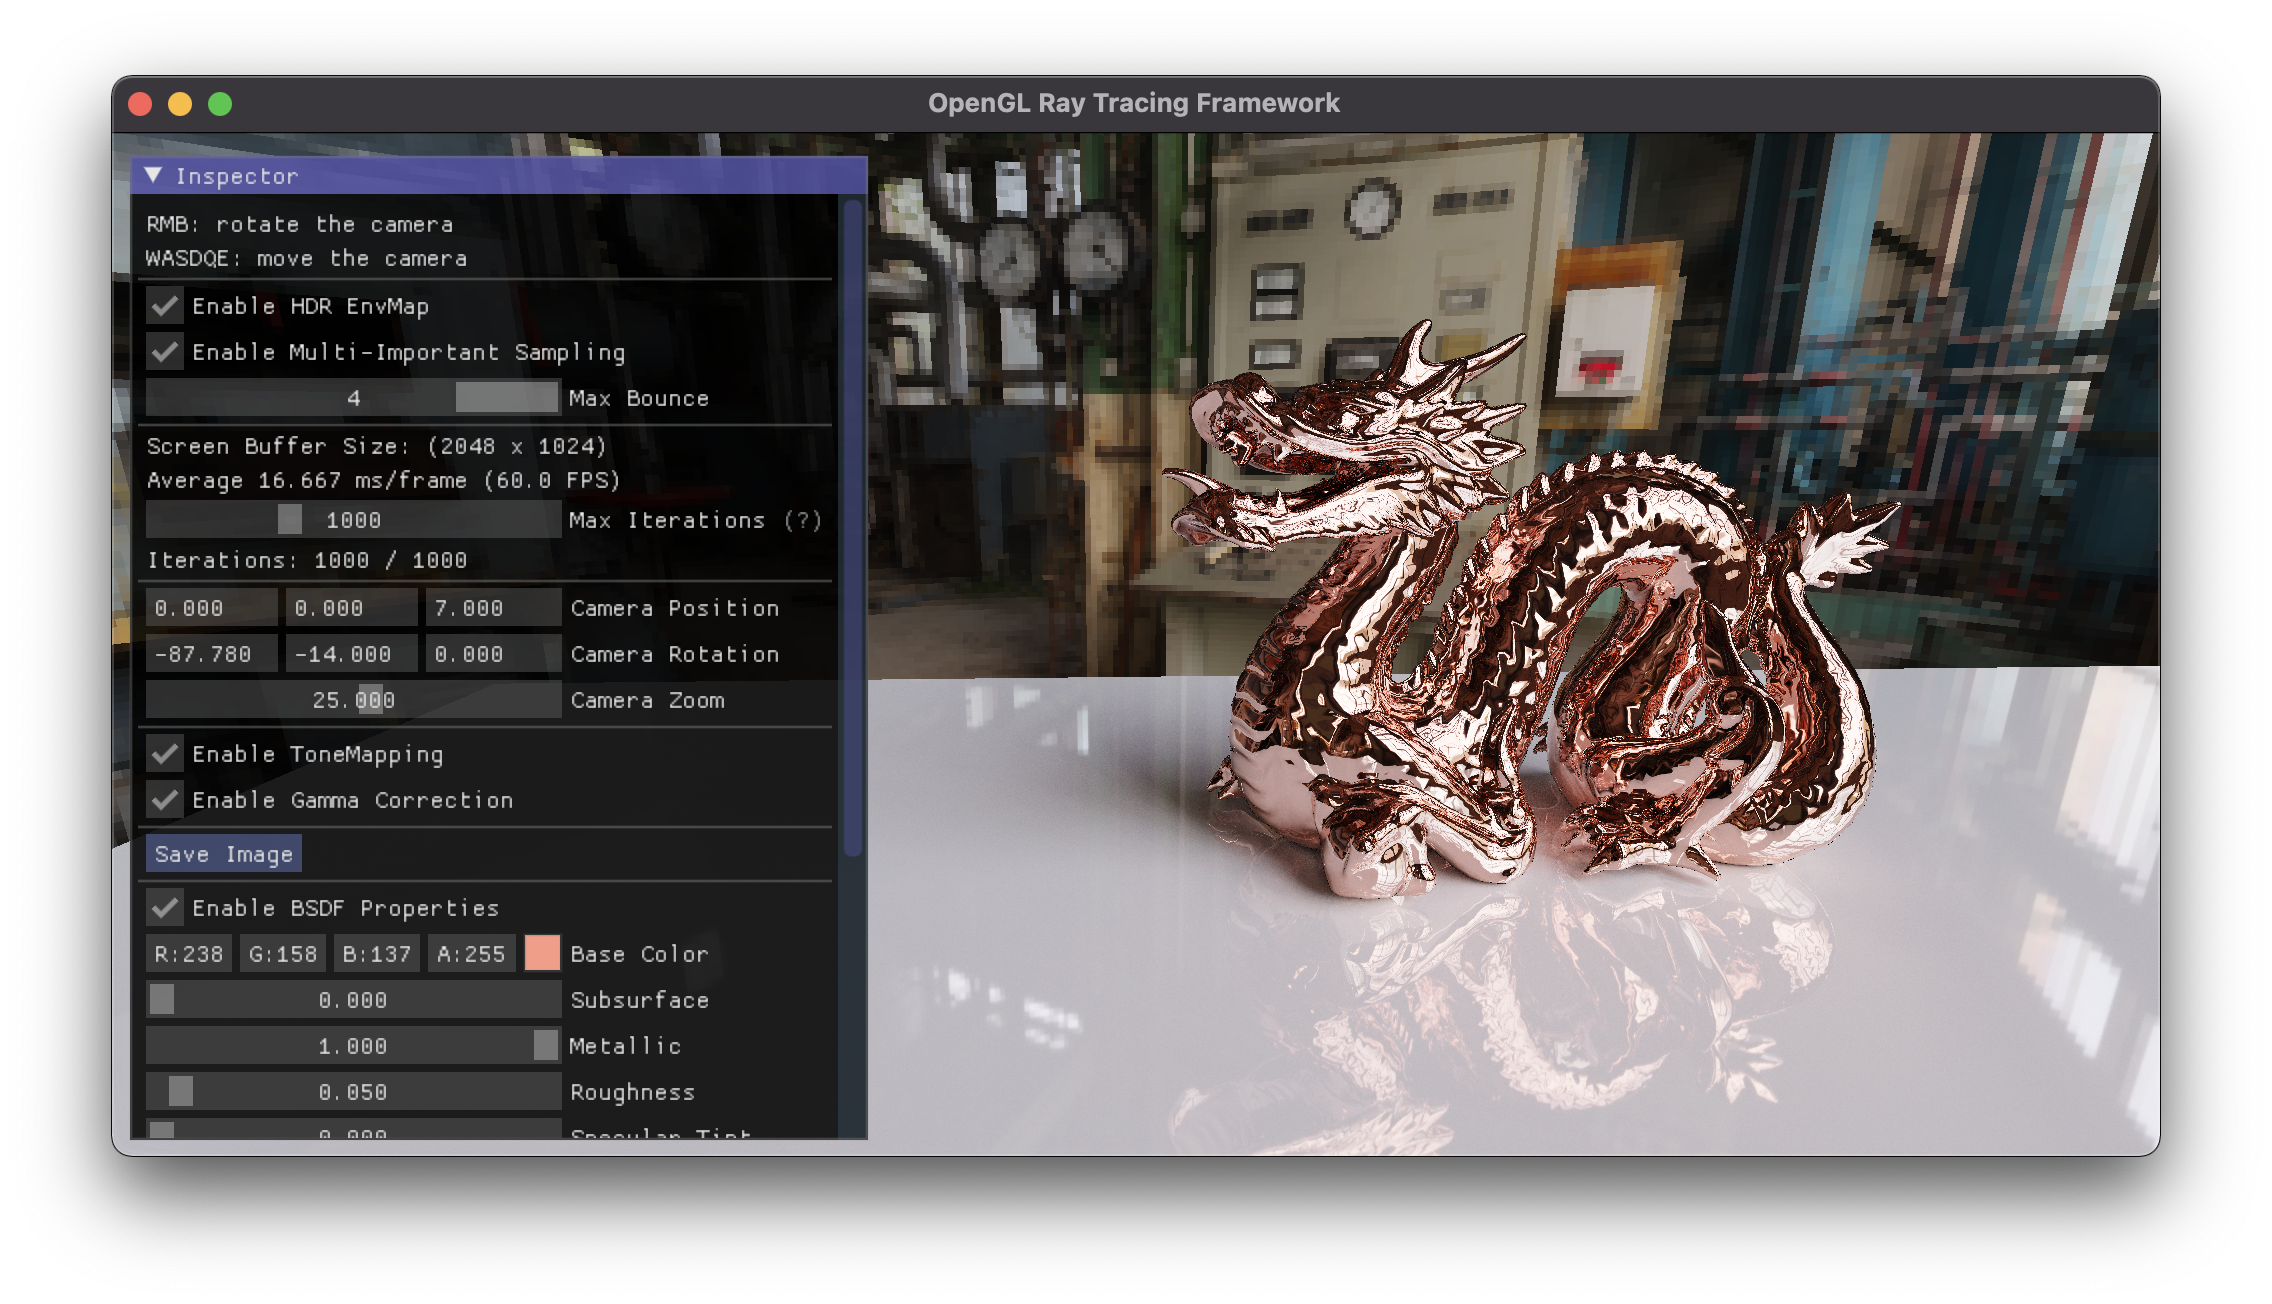 OpenGL Ray Tracing Framework
Inspector
RMB: rotate the camera
WASDQE: move the camera
Enable HDR EnvMap
Enable Multi-Important Sampling
4 Max Bounce
Screen Buffer Size: (2048 x 1024)
Average 16.667 ms/frame (60.0 FPS)
1000 Max Iterations (?)
Iterations: 1000 / 1000
0.000 0.000 7.000 Camera Position
-87.780 -14.000 0.000 Camera Rotation
25.000 Camera Zoom
Enable ToneMapping
Enable Gamma Correction
Save Image
Enable BSDF Properties
R:238 G:158 B:137 A:255 Base Color
0.000 Subsurface
1.000 Metallic
0.050 Roughness
0.000 Specular Tint